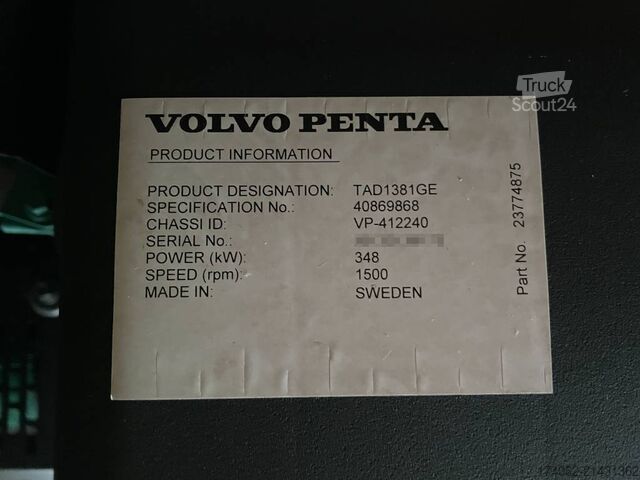 Truck
Scout24
VOLVO PENTA
PRODUCT INFORMATION
PRODUCT DESIGNATION: TAD1381GE
SPECIFICATION No.: 40869868
CHASSI ID: VP-412240
SERIAL No.:
POWER (kW): 348
SPEED (rpm): 1500
MADE IN: SWEDEN
Part No. 23774875